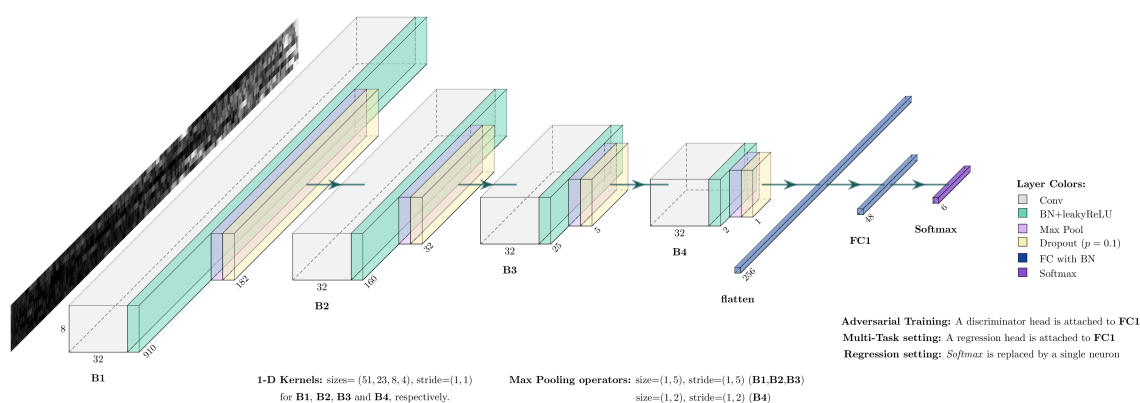 8
32
910
B1
182
32
160
B2
32
32
25
B3
5
32
2
B4
1
256
flatten
48
FC1
6
Softmax
Layer Colors:
Conv
BN+leakyReLU
Max Pool
Dropout (p = 0.1)
FC with BN
Softmax
Adversarial Training: A discriminator head is attached to FC1
Multi-Task setting: A regression head is attached to FC1
Regression setting: Softmax is replaced by a single neuron
1-D Kernels: sizes= (51, 23, 8, 4), stride=(1, 1)
for B1, B2, B3 and B4, respectively.
Max Pooling operators: size=(1, 5), stride=(1, 5) (B1,B2,B3)
size=(1, 2), stride=(1, 2) (B4)